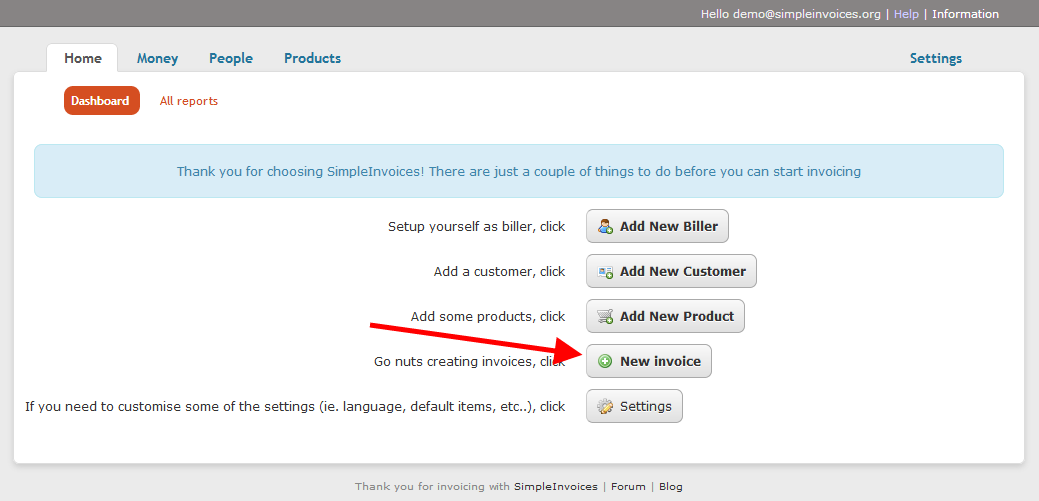 Hello demo@simpleinvoices.org | Help | Information
Home Money People Products Settings
Dashboard All reports
Thank you for choosing SimpleInvoices! There are just a couple of things to do before you can start invoicing
Setup yourself as biller, click Add New Biller
Add a customer, click Add New Customer
Add some products, click Add New Product
Go nuts creating invoices, click New invoice
If you need to customise some of the settings (ie. language, default items, etc..), click Settings
Thank you for invoicing with SimpleInvoices | Forum | Blog